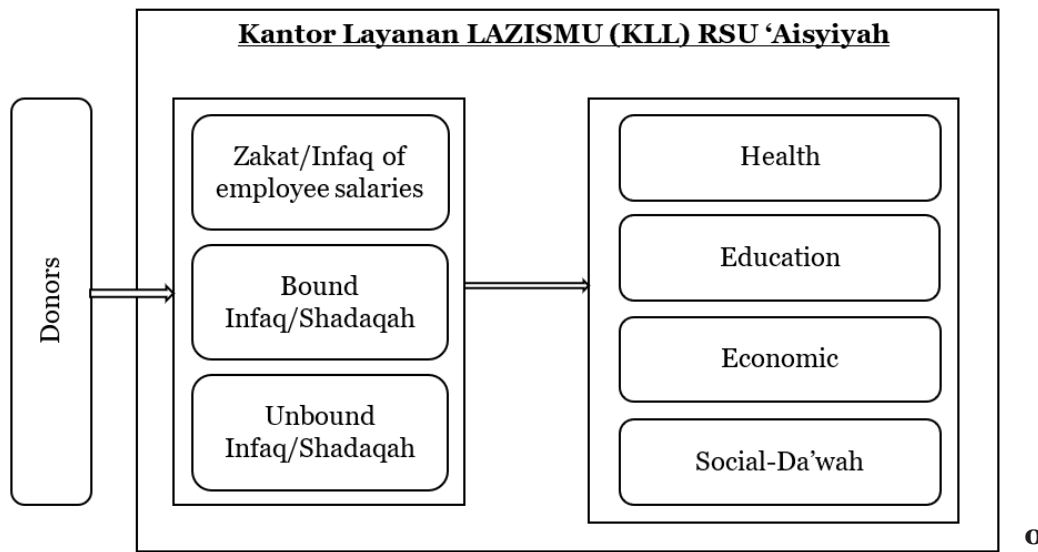 Kantor Layanan LAZISMU (KLL) RSU ‘Aisyiyah
Donors
Zakat/Infaq of
employee salaries
Bound
Infaq/Shadaqah
Unbound
Infaq/Shadaqah
Health
Education
Economic
Social-Da’wah